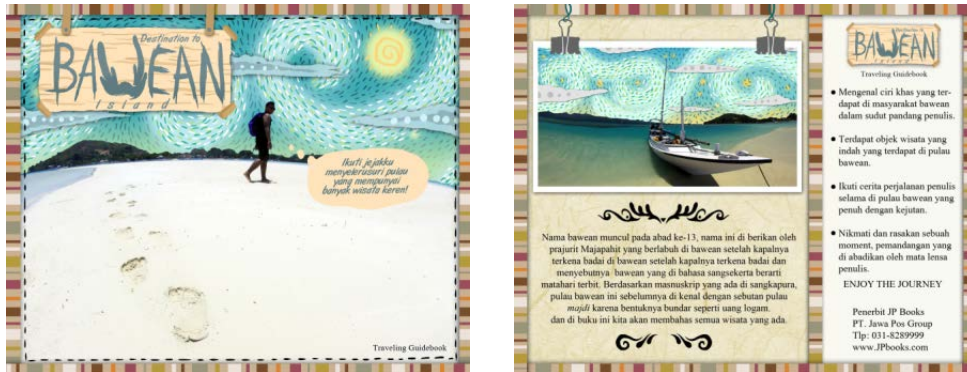 Destination to
BAWEAN
Island
Ikuti jejakku
menyelerusuri pulau
yang mempunyai
banyak wisata keren!
Traveling Guidebook
Nama bawean muncul pada abad ke-13, nama ini di berikan oleh
prajurit Majapahit yang berlabuh di bawean setelah kapalnya
terkena badai di bawean setelah kapalnya terkena badai dan
menyebutnya bawean yang di bahasa sangsekerta berarti
matahari terbit. Berdasarkan masnuskrip yang ada di sangkapura,
pulau bawean ini sebelumnya di kenal dengan sebutan pulau
majdi karena bentuknya bundar seperti uang logam.
dan di buku ini kita akan membahas semua wisata yang ada.
Destination to
BAWEAN
Island
Traveling Guidebook
● Mengenal ciri khas yang ter-
dapat di masyarakat bawean
dalam sudut pandang penulis.
● Terdapat objek wisata yang
indah yang terdapat di pulau
bawean.
● Ikuti cerita perjalanan penulis
selama di pulau bawean yang
penuh dengan kejutan.
● Nikmati dan rasakan sebuah
moment, pemandangan yang
di abadikan oleh mata lensa
penulis.
ENJOY THE JOURNEY
Penerbit JP Books
PT. Jawa Pos Group
Tlp: 031-8289999
www.JPbooks.com